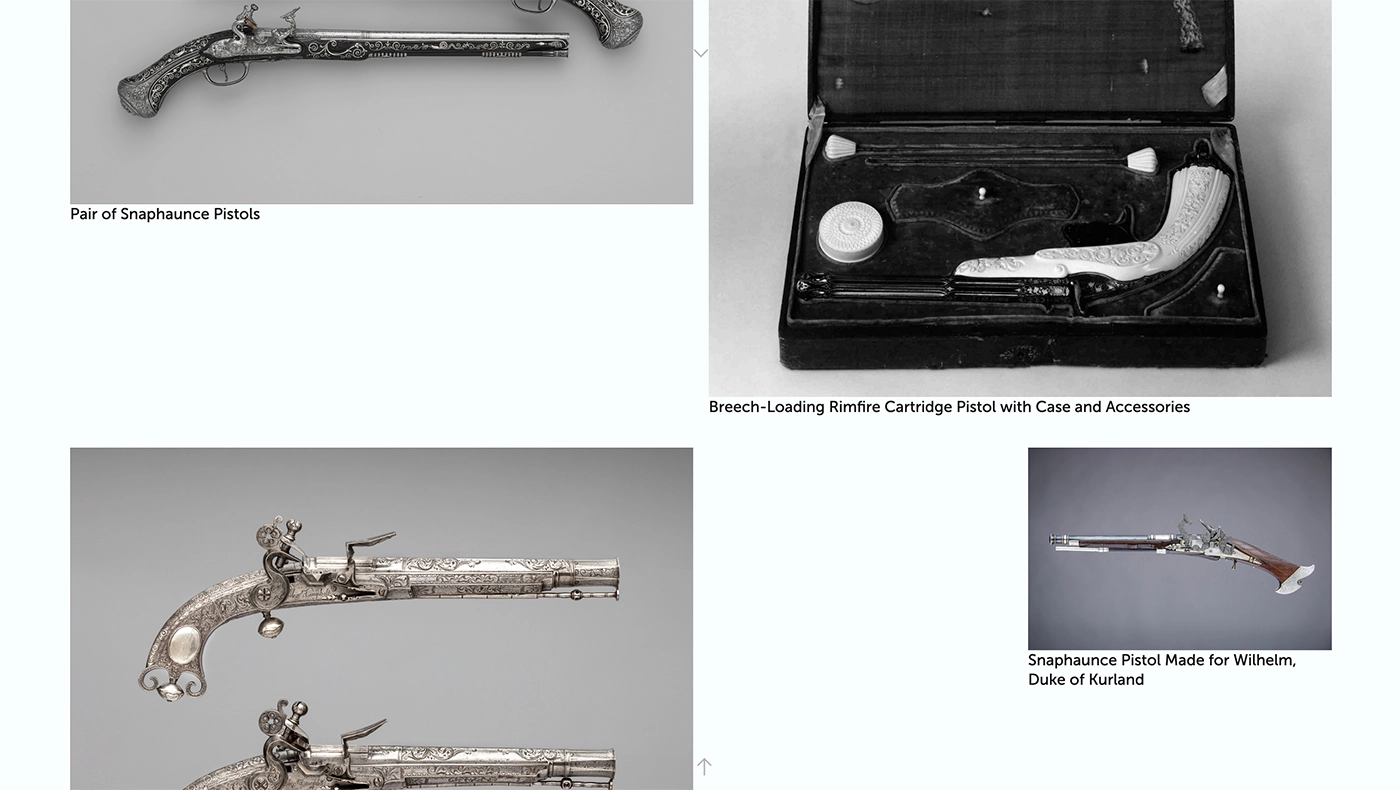 Pair of Snaphaunce Pistols
Breech-Loading Rimfire Cartridge Pistol with Case and Accessories
Snaphaunce Pistol Made for Wilhelm,
Duke of Kurland